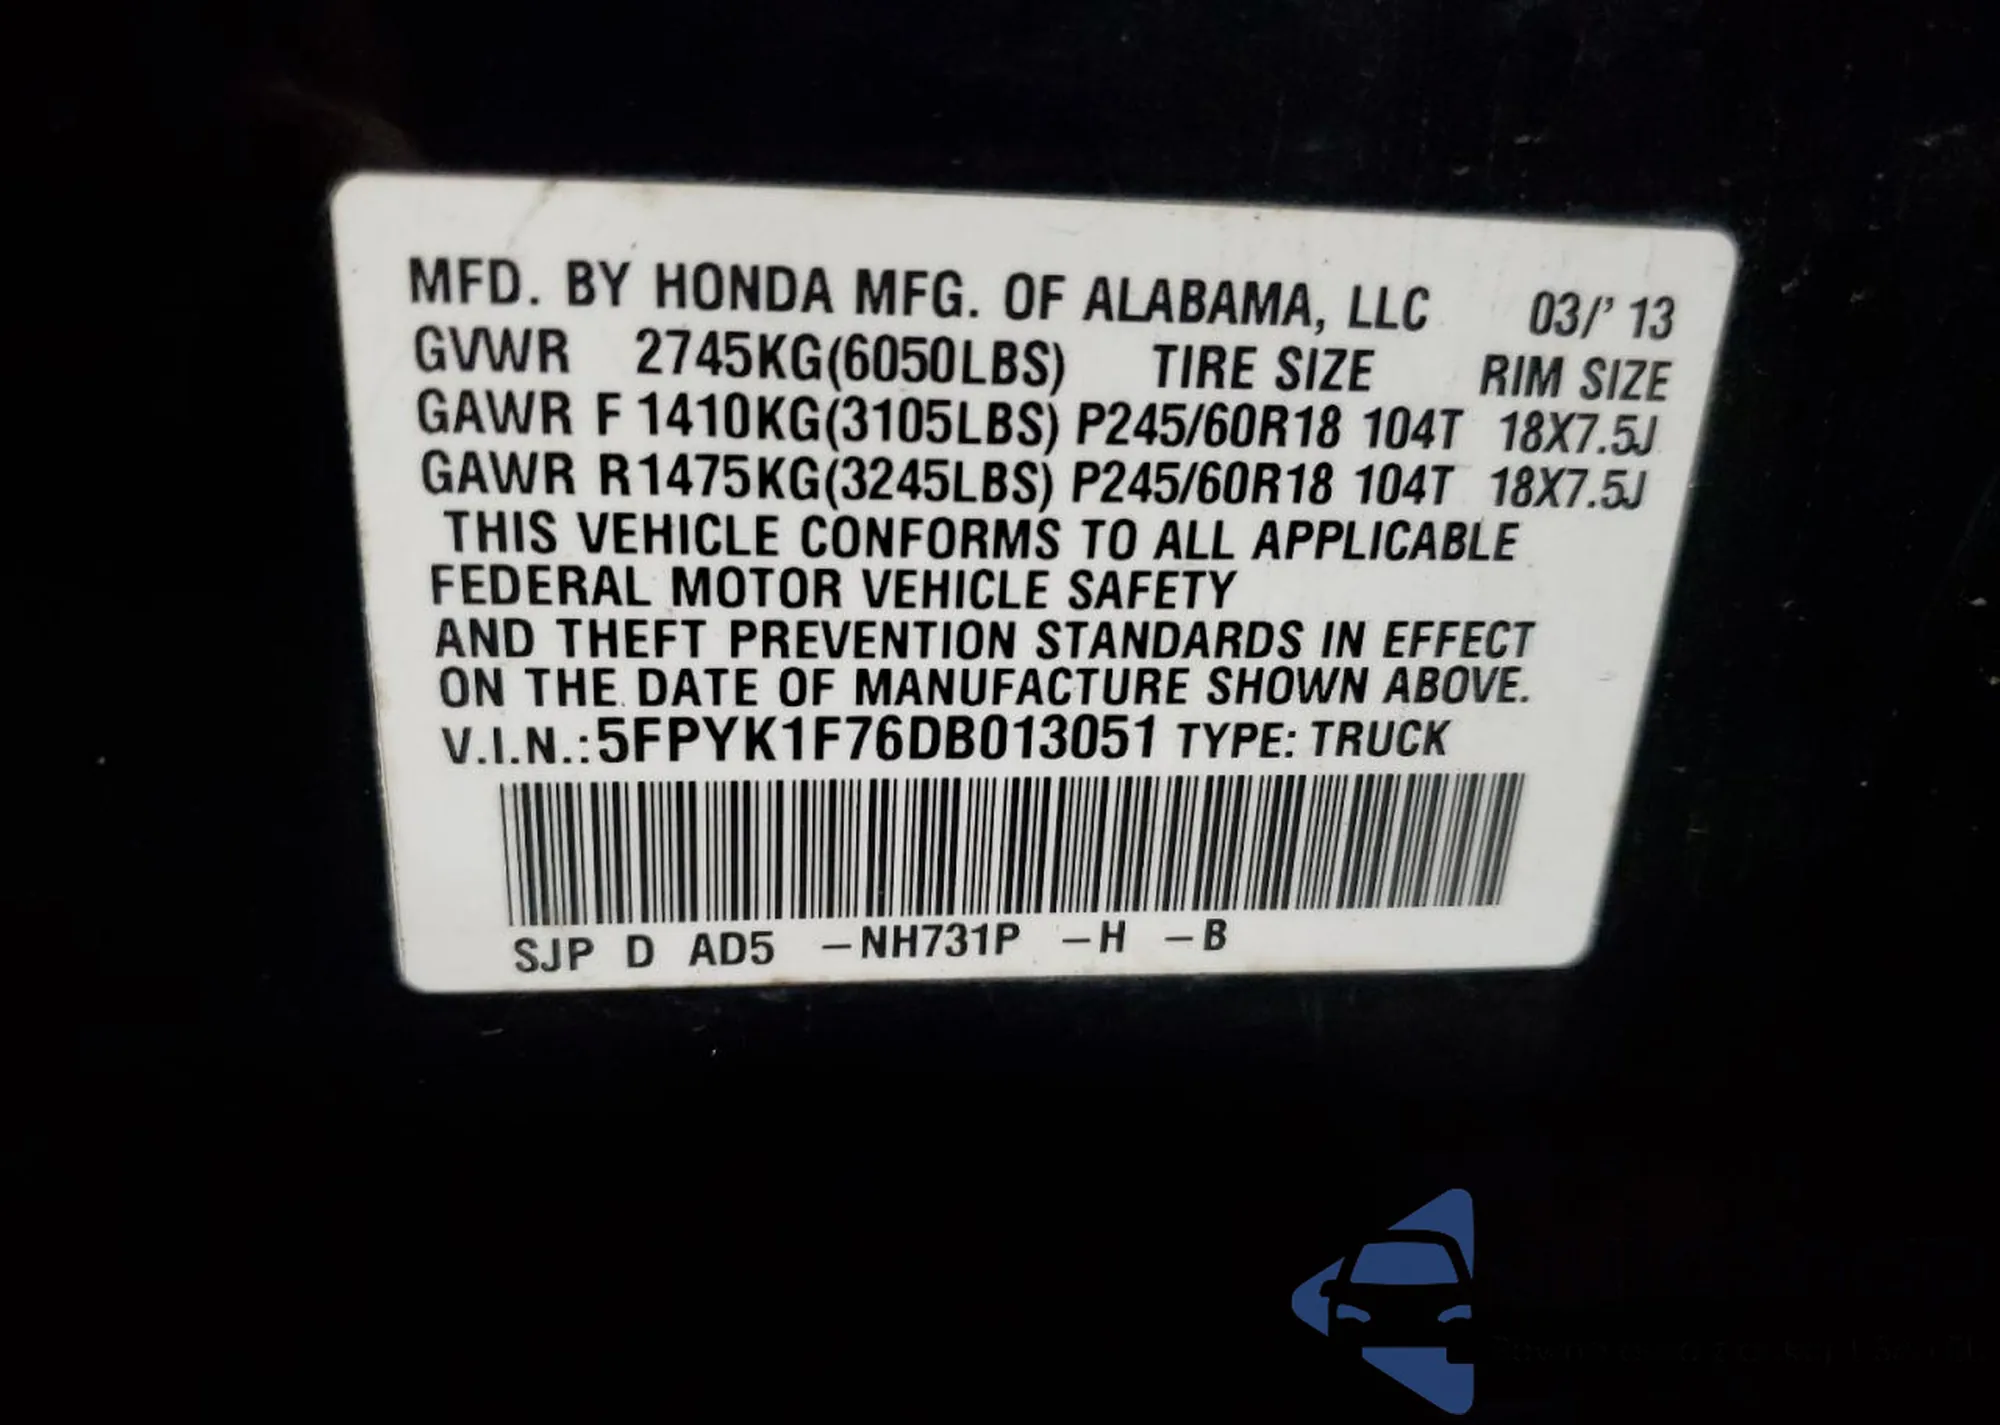 MFD. BY HONDA MFG. OF ALABAMA, LLC 03/' 13
GVWR 2745KG(6050LBS) TIRE SIZE RIM SIZE
GAWR F 1410KG(3105LBS) P245/60R18 104T 18X7.5J
GAWR R1475KG(3245LBS) P245/60R18 104T 18X7.5J
THIS VEHICLE CONFORMS TO ALL APPLICABLE
FEDERAL MOTOR VEHICLE SAFETY
AND THEFT PREVENTION STANDARDS IN EFFECT
ON THE DATE OF MANUFACTURE SHOWN ABOVE.
V.I.N.:5FPYK1F76DB013051 TYPE: TRUCK
SJP D AD5 –NH731P –H –B